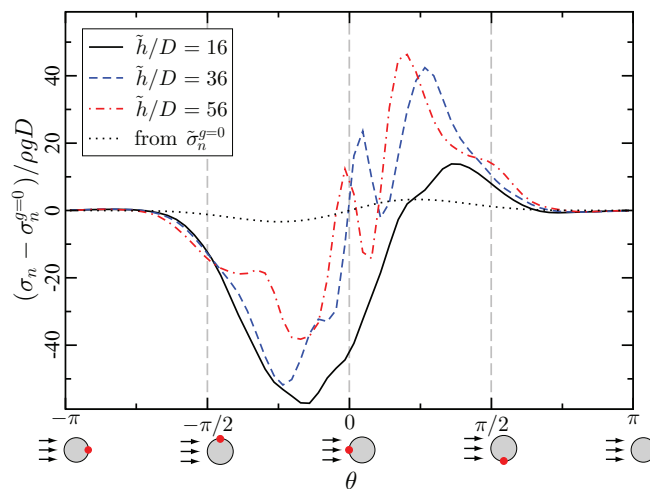 h̃/D = 16
h̃/D = 36
h̃/D = 56
from σ̃ₙ^{g=0}
(σₙ − σₙ^{g=0})/ρgD
40
20
0
-20
-40
−π
−π/2
0
π/2
π
θ